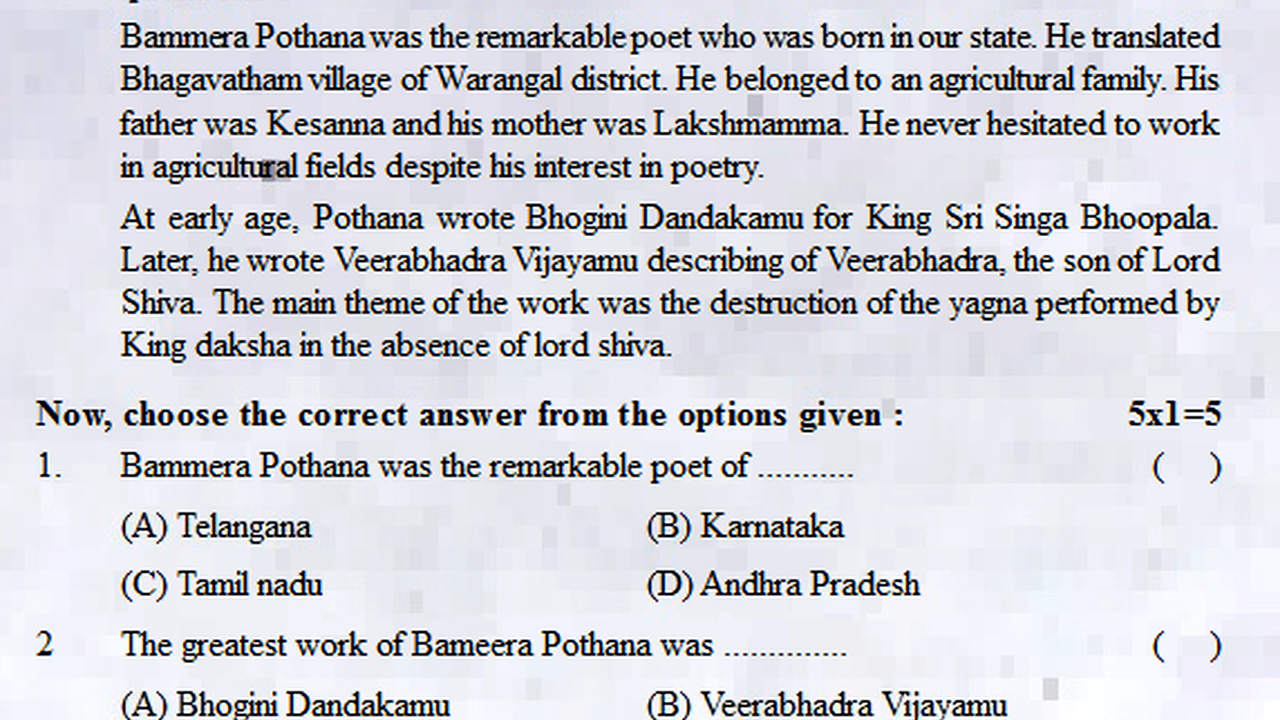 Bammera Pothana was the remarkable poet who was born in our state. He translated
Bhagavatham village of Warangal district. He belonged to an agricultural family. His
father was Kesanna and his mother was Lakshmamma. He never hesitated to work
in agricultural fields despite his interest in poetry.
At early age, Pothana wrote Bhogini Dandakamu for King Sri Singa Bhoopala.
Later, he wrote Veerabhadra Vijayamu describing of Veerabhadra, the son of Lord
Shiva. The main theme of the work was the destruction of the yagna performed by
King daksha in the absence of lord shiva.
Now, choose the correct answer from the options given : 5x1=5
1. Bammera Pothana was the remarkable poet of ........... ( )
(A) Telangana (B) Karnataka
(C) Tamil nadu (D) Andhra Pradesh
2 The greatest work of Bameera Pothana was ............. ( )
(A) Bhogini Dandakamu (B) Veerabhadra Vijayamu